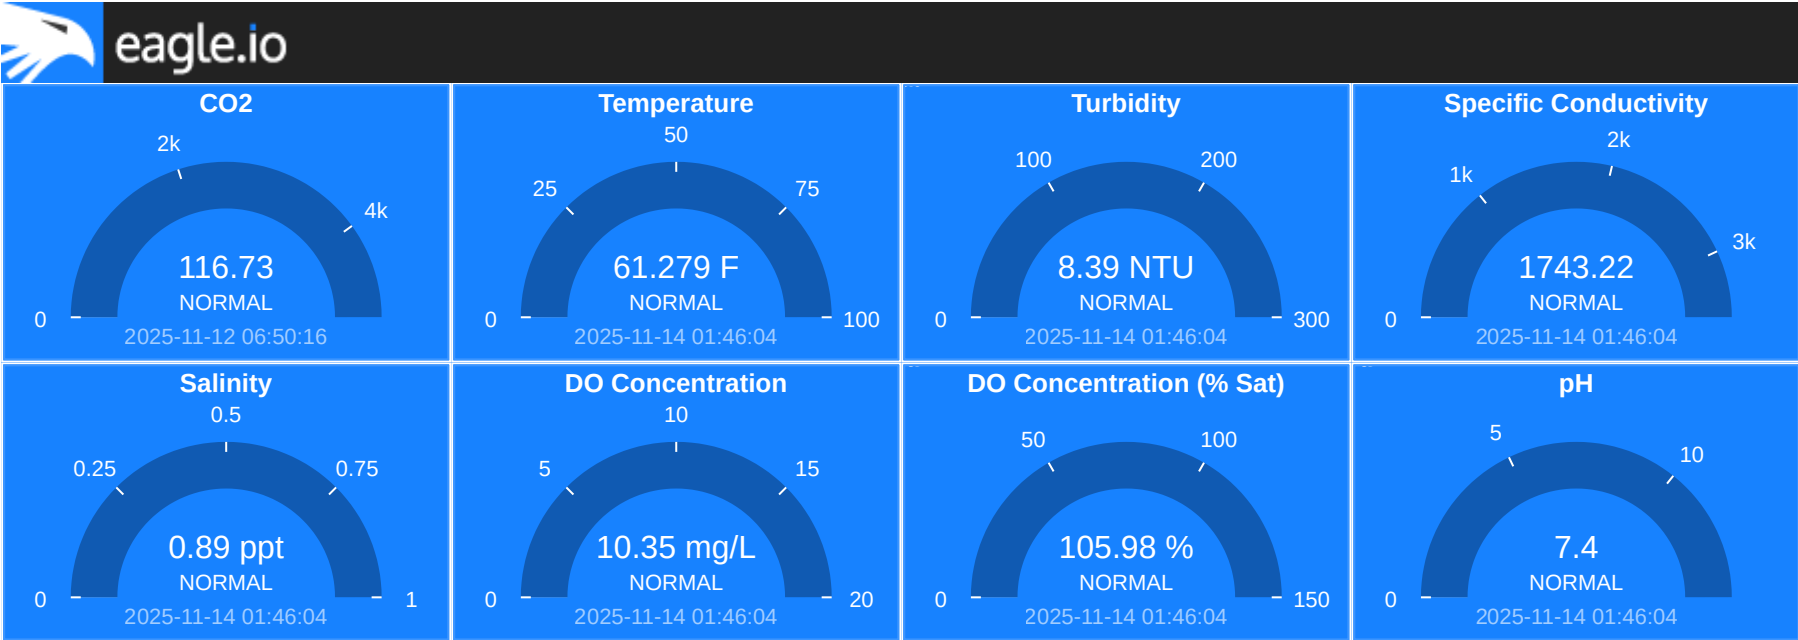 eagle.io
CO2
2k
4k
0
116.73
NORMAL
2025-11-12 06:50:16
Temperature
50
25
75
0
100
61.279 F
NORMAL
2025-11-14 01:46:04
Turbidity
100
200
0
300
8.39 NTU
NORMAL
2025-11-14 01:46:04
Specific Conductivity
2k
1k
3k
0
1743.22
NORMAL
2025-11-14 01:46:04
Salinity
0.5
0.25
0.75
0
1
0.89 ppt
NORMAL
2025-11-14 01:46:04
DO Concentration
10
5
15
0
20
10.35 mg/L
NORMAL
2025-11-14 01:46:04
DO Concentration (% Sat)
50
100
0
150
105.98 %
NORMAL
2025-11-14 01:46:04
pH
5
10
0
7.4
NORMAL
2025-11-14 01:46:04